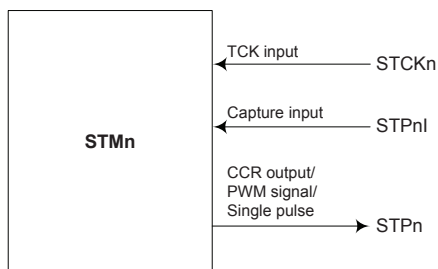 TCK input
STCKn
Capture input
STPnI
STMn
CCR output/
PWM signal/
Single pulse
STPn